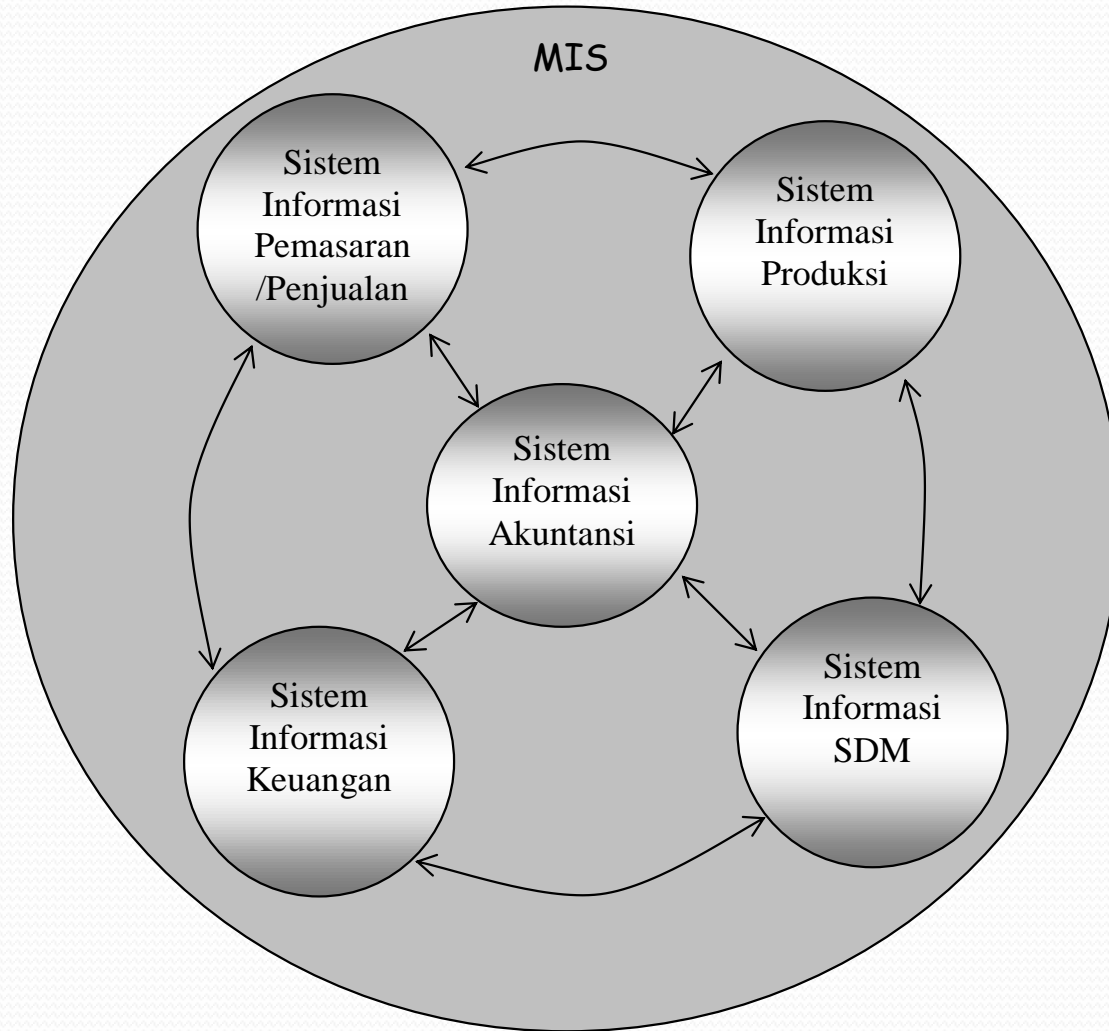 MIS
Sistem
Informasi
Pemasaran
/Penjualan
Sistem
Informasi
Produksi
Sistem
Informasi
Akuntansi
Sistem
Informasi
Keuangan
Sistem
Informasi
SDM